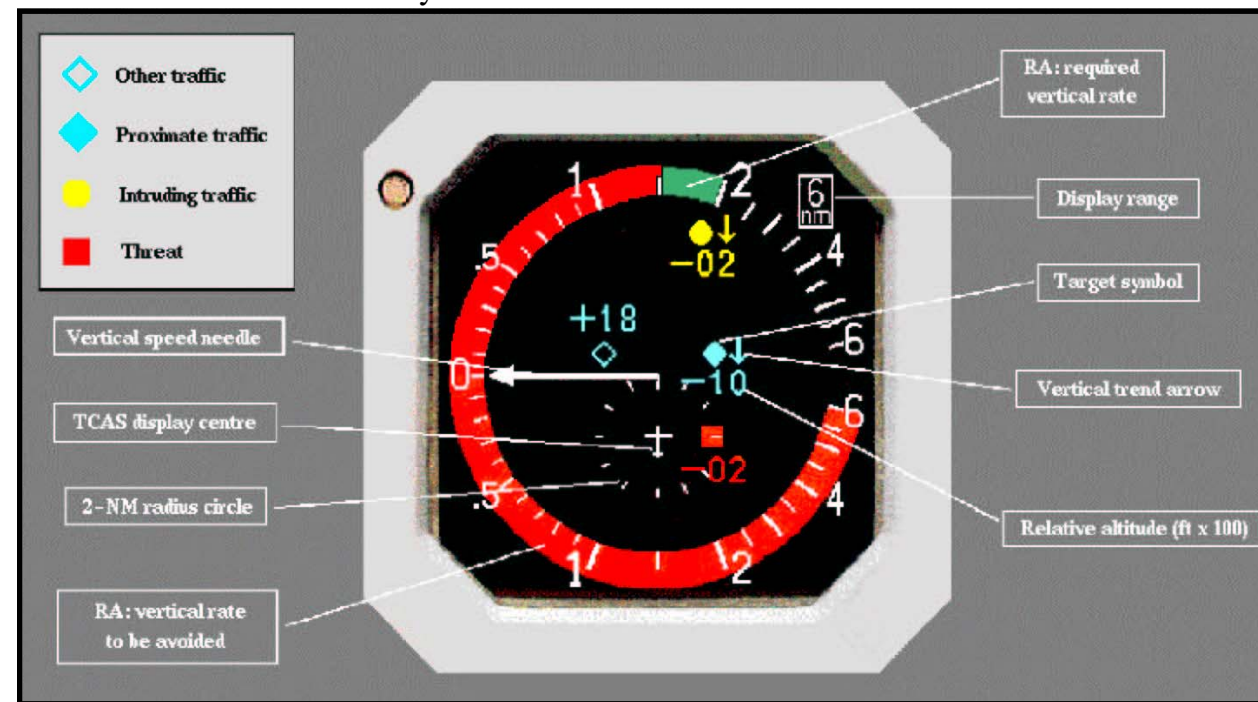 Other traffic
Proximate traffic
Intruding traffic
Threat
Vertical speed needle
TCAS display centre
2-NM radius circle
RA: vertical rate
to be avoided
RA: required
vertical rate
Display range
Target symbol
Vertical trend arrow
Relative altitude (ft x 100)
1
2
6
nm
.5
4
-02
+18
6
0
-10
6
-02
.5
4
1
2